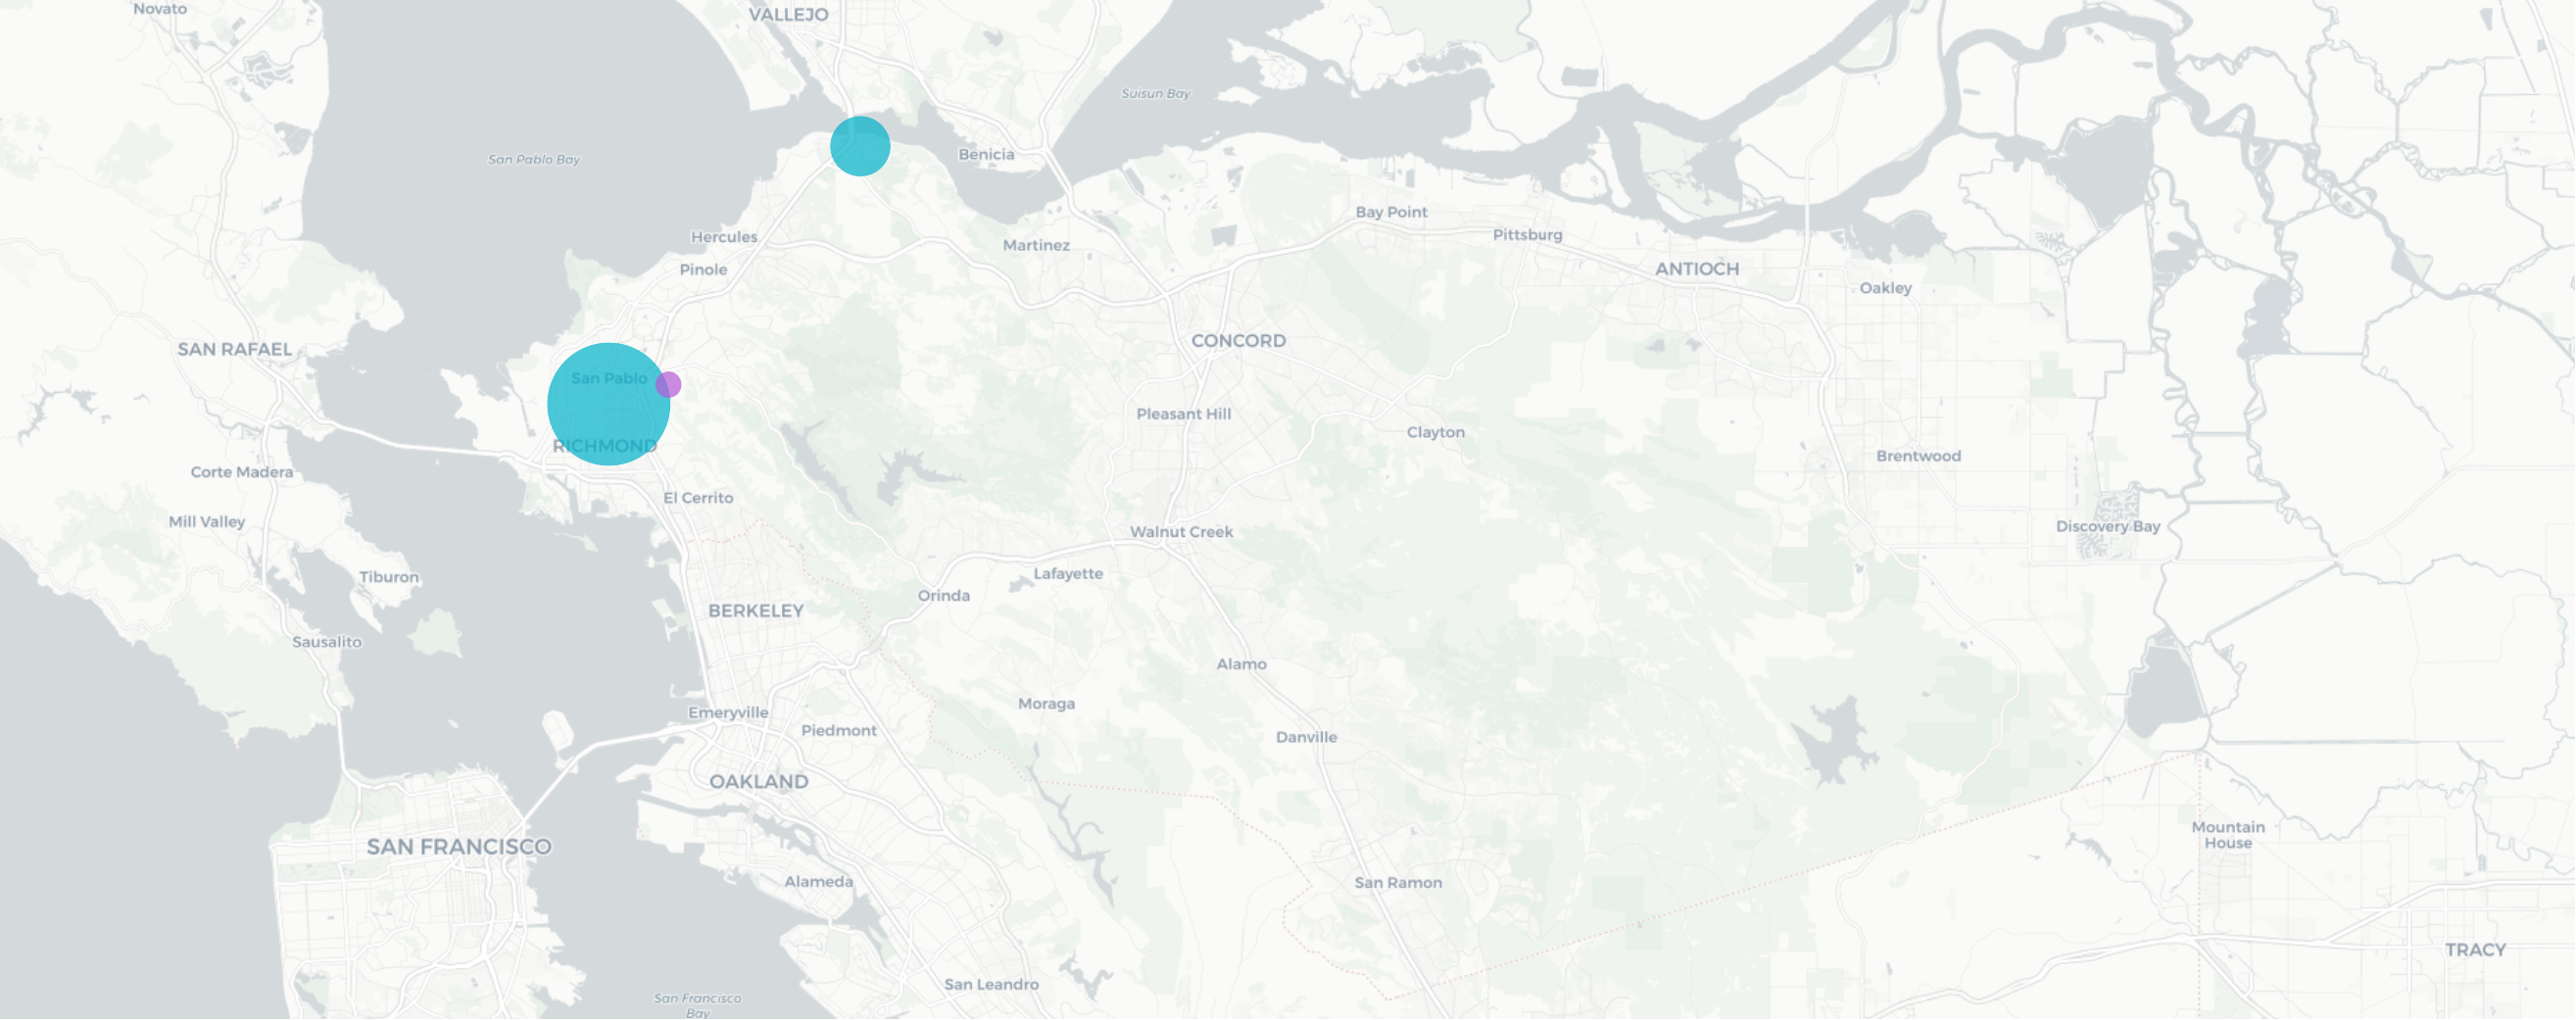 Novato
VALLEJO
Suisun Bay
San Pablo Bay
Benicia
Bay Point
Hercules
Pittsburg
Martinez
Pinole
ANTIOCH
Oakley
CONCORD
SAN RAFAEL
San Pablo
Pleasant Hill
Clayton
RICHMOND
Brentwood
Corte Madera
El Cerrito
Mill Valley
Discovery Bay
Walnut Creek
Tiburon
Lafayette
Orinda
BERKELEY
Sausalito
Alamo
Moraga
Emeryville
Piedmont
Danville
OAKLAND
Mountain
House
SAN FRANCISCO
Alameda
San Ramon
TRACY
San Leandro
San Francisco
Bay